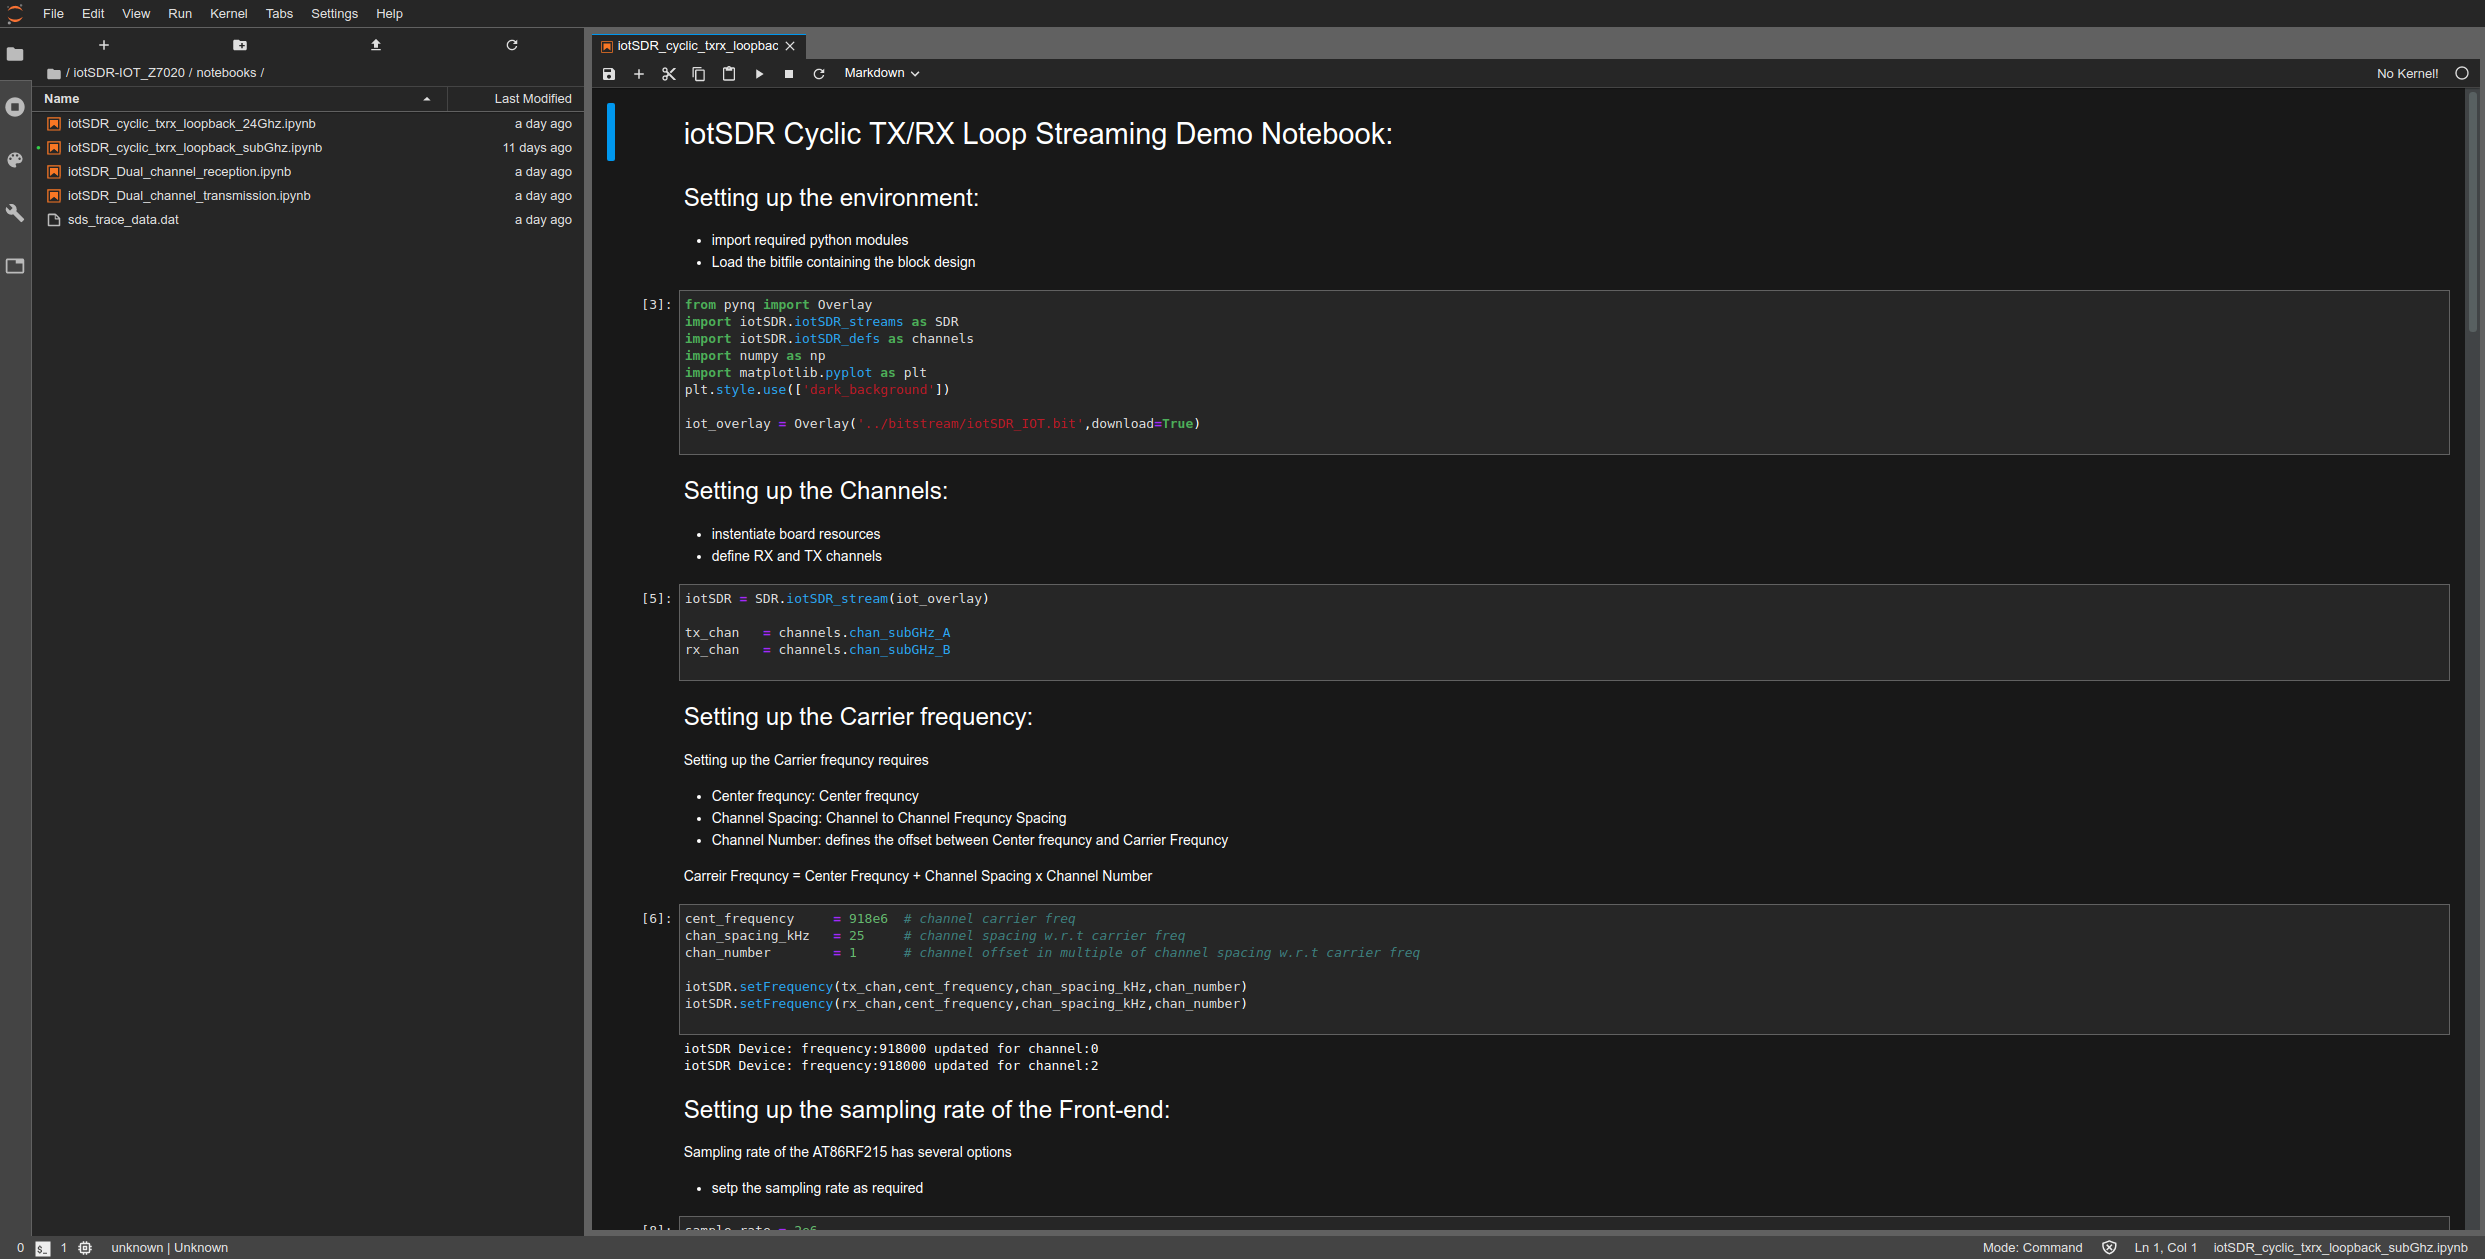 File Edit View Run Kernel Tabs Settings Help
/ iotSDR-IOT_Z7020 / notebooks /
Name Last Modified
iotSDR_cyclic_txrx_loopback_24Ghz.ipynb a day ago
iotSDR_cyclic_txrx_loopback_subGhz.ipynb 11 days ago
iotSDR_Dual_channel_reception.ipynb a day ago
iotSDR_Dual_channel_transmission.ipynb a day ago
sds_trace_data.dat a day ago
iotSDR_cyclic_txrx_loopbac
Markdown No Kernel!
iotSDR Cyclic TX/RX Loop Streaming Demo Notebook:
Setting up the environment:
• import required python modules
• Load the bitfile containing the block design
[3]: from pynq import Overlay
import iotSDR.iotSDR_streams as SDR
import iotSDR.iotSDR_defs as channels
import numpy as np
import matplotlib.pyplot as plt
plt.style.use(['dark_background'])
iot_overlay = Overlay('../bitstream/iotSDR_IOT.bit',download=True)
Setting up the Channels:
• instentiate board resources
• define RX and TX channels
[5]: iotSDR = SDR.iotSDR_stream(iot_overlay)
tx_chan = channels.chan_subGHz_A
rx_chan = channels.chan_subGHz_B
Setting up the Carrier frequency:
Setting up the Carrier frequncy requires
• Center frequncy: Center frequncy
• Channel Spacing: Channel to Channel Frequncy Spacing
• Channel Number: defines the offset between Center frequncy and Carrier Frequncy
Carreir Frequncy = Center Frequncy + Channel Spacing x Channel Number
[6]: cent_frequency = 918e6 # channel carrier freq
chan_spacing_kHz = 25 # channel spacing w.r.t carrier freq
chan_number = 1 # channel offset in multiple of channel spacing w.r.t carrier freq
iotSDR.setFrequency(tx_chan,cent_frequency,chan_spacing_kHz,chan_number)
iotSDR.setFrequency(rx_chan,cent_frequency,chan_spacing_kHz,chan_number)
iotSDR Device: frequency:918000 updated for channel:0
iotSDR Device: frequency:918000 updated for channel:2
Setting up the sampling rate of the Front-end:
Sampling rate of the AT86RF215 has several options
• setp the sampling rate as required
0 $_ 1 unknown | Unknown Mode: Command Ln 1, Col 1 iotSDR_cyclic_txrx_loopback_subGhz.ipynb